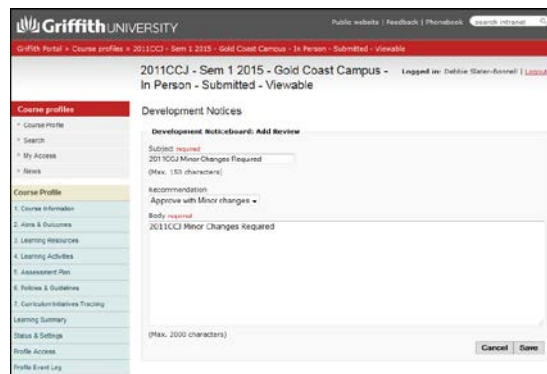 Griffith UNIVERSITY
Public website | Feedback | Phonebook
search intranet
Griffith Portal > Course profiles > 2011CCJ - Sem 1 2015 - Gold Coast Campus - In Person - Submitted - Viewable
2011CCJ - Sem 1 2015 - Gold Coast Campus -
In Person - Submitted - Viewable
Logged in: Debbie Slater-Bonnell | Logout
Course profiles
Course Profile
Search
My Access
News
Course Profile
1. Course Information
2. Aims & Outcomes
3. Learning Resources
4. Learning Activities
5. Assessment Plan
6. Policies & Guidelines
7. Curriculum Initiatives Tracking
Learning Summary
Status & Settings
Profile Access
Profile Event Log
Development Notices
Development Noticeboard: Add Review
Subject required
2011CCJ Minor Changes Required
(Max. 150 characters)
Recommendation
Approve with Minor changes
Body required
2011CCJ Minor Changes Required
(Max. 2000 characters)
Cancel Save